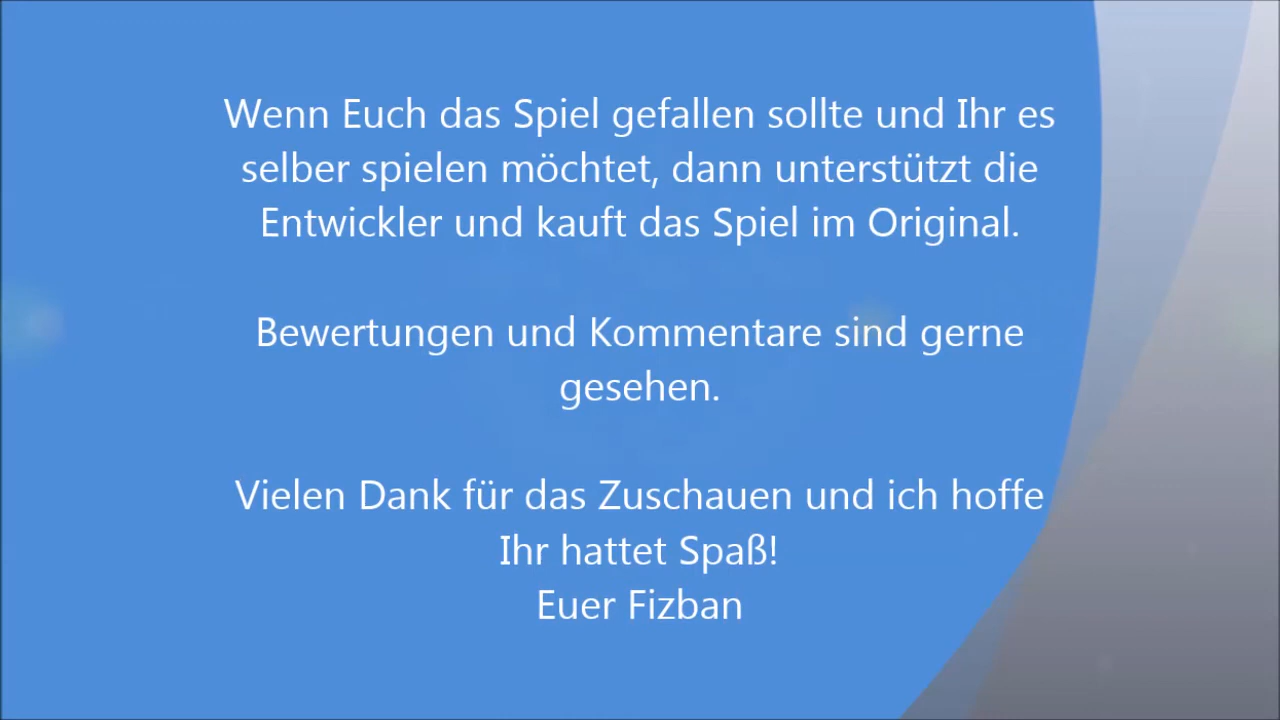 Wenn Euch das Spiel gefallen sollte und Ihr es
selber spielen möchtet, dann unterstützt die
Entwickler und kauft das Spiel im Original.
Bewertungen und Kommentare sind gerne
gesehen.
Vielen Dank für das Zuschauen und ich hoffe
Ihr hattet Spaß!
Euer Fizban